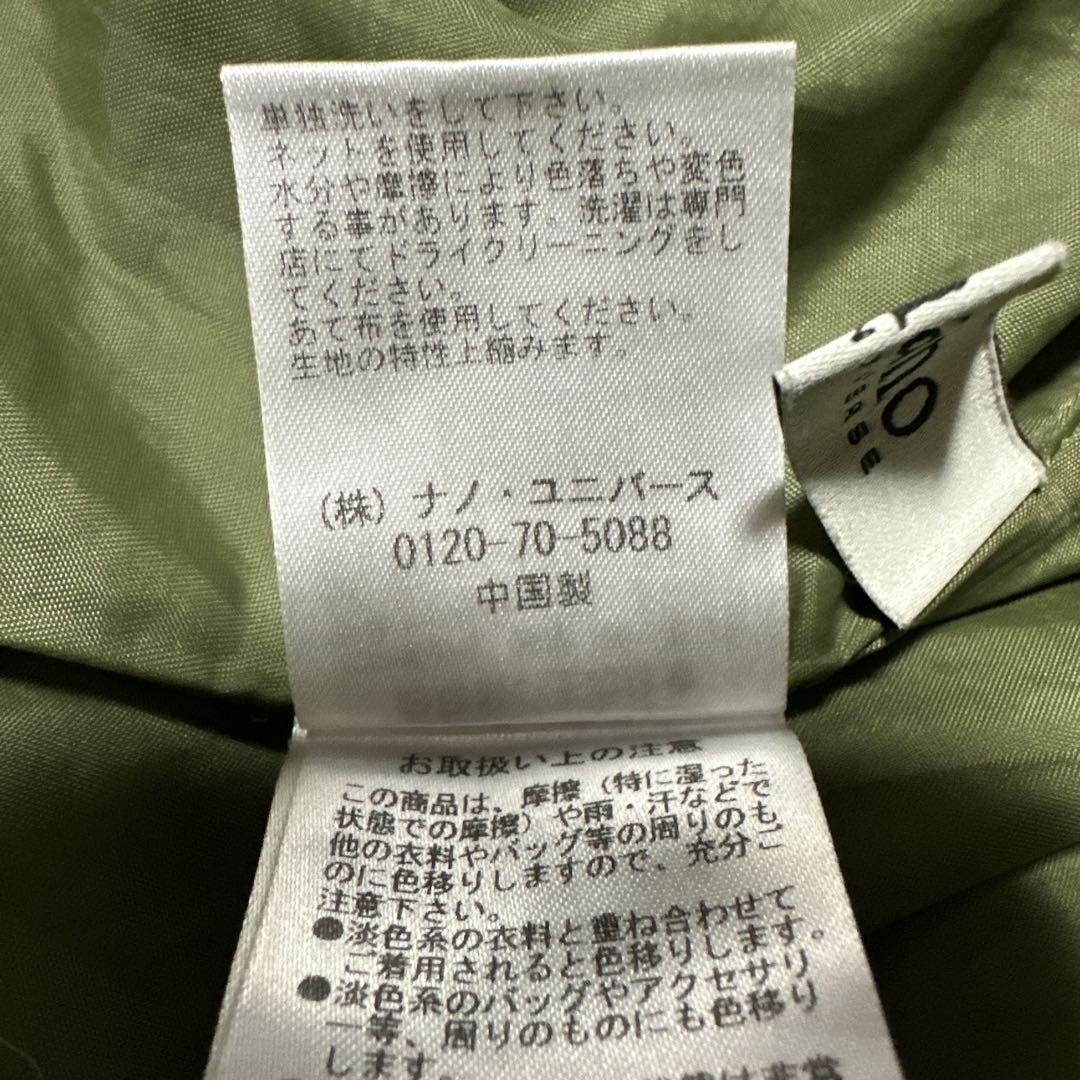 単独洗いをして下さい。
ネットを使用してください。
水分や摩擦により色落ちや変色
する事があります。洗濯は専門
店にてドライクリーニングをし
てください。
あて布を使用してください。
生地の特性上縮みます。
(株) ナノ・ユニバース
0120-70-5088
中国製
お取扱い上の注意
この商品は、摩擦(特に湿った
状態での摩擦)や雨・汗などで
他の衣料やバッグ等の周りのも
のに色移りしますので、充分ご
注意下さい。
●淡色系の衣料と重ね合わせて
ご着用されると色移りします。
●淡色系のバッグやアクセサリ
ー等、周りのものにも色移り
します。
は非常